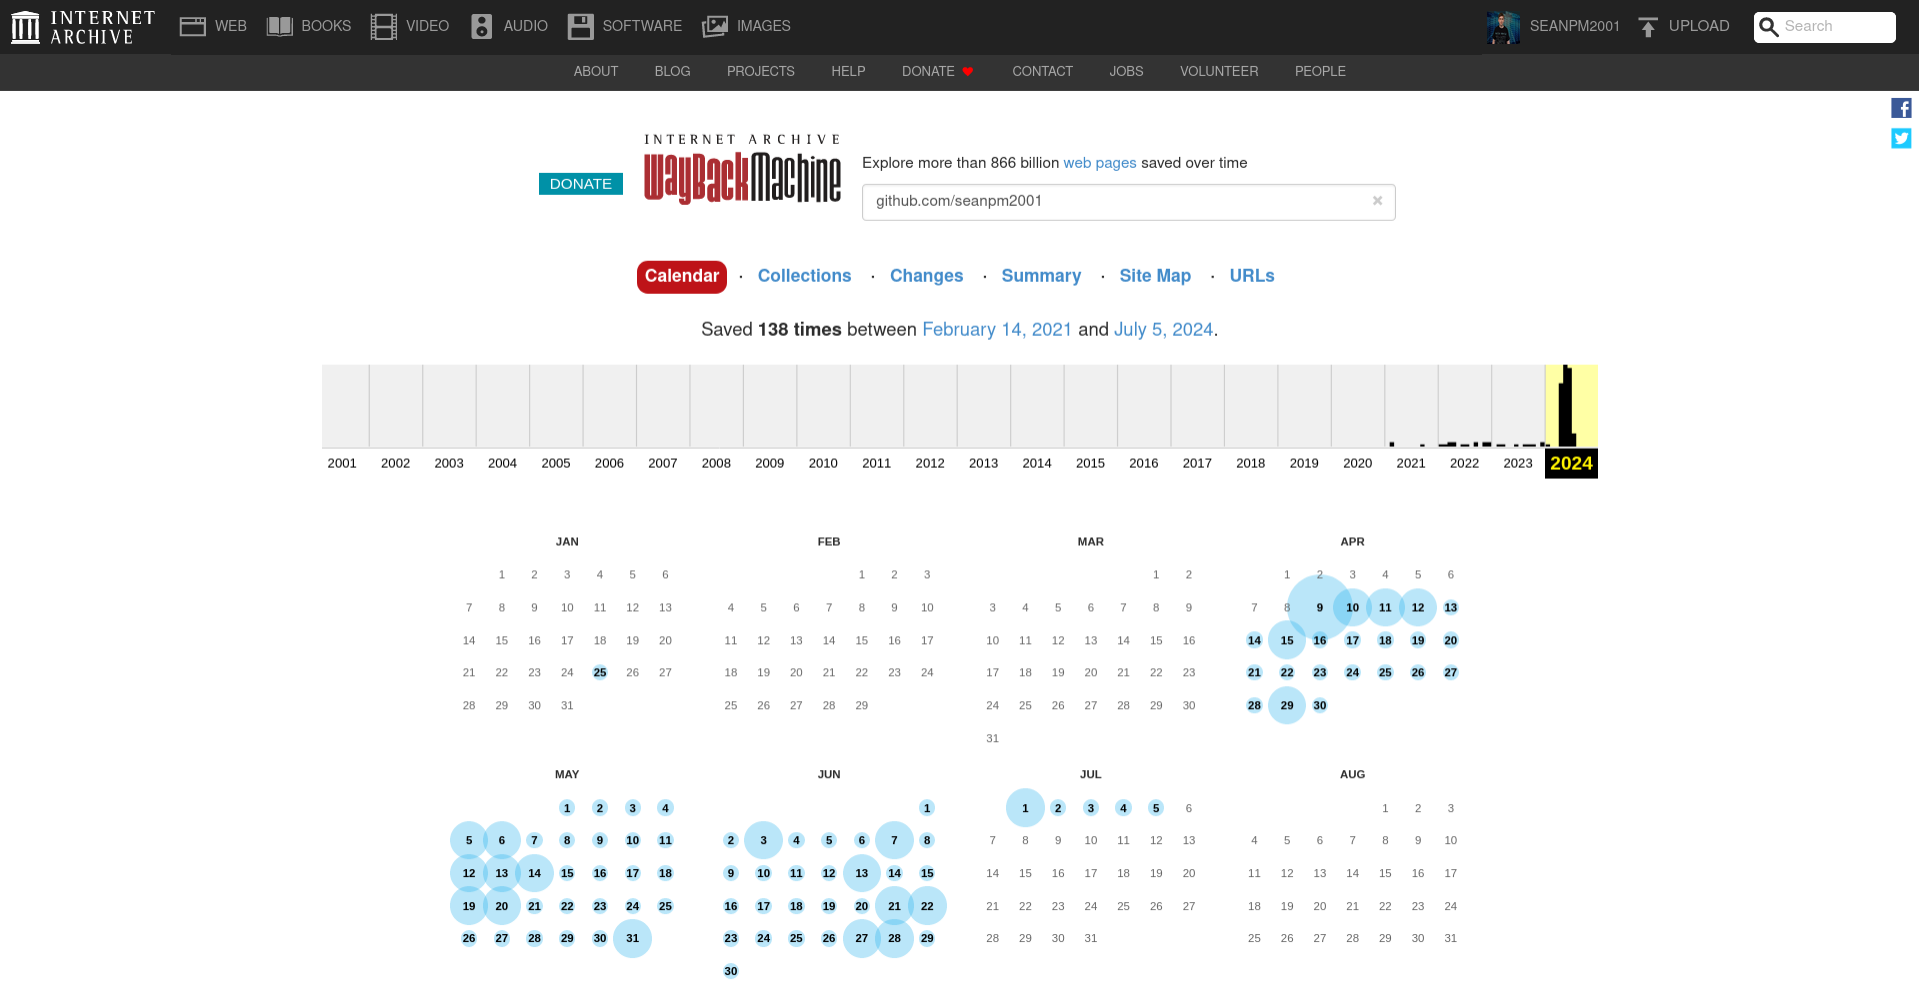 INTERNET ARCHIVE WEB BOOKS VIDEO AUDIO SOFTWARE IMAGES SEANPM2001 UPLOAD Search
ABOUT BLOG PROJECTS HELP DONATE CONTACT JOBS VOLUNTEER PEOPLE
INTERNET ARCHIVE
WayBackMachine
DONATE
Explore more than 866 billion web pages saved over time
github.com/seanpm2001 ×
Calendar · Collections · Changes · Summary · Site Map · URLs
Saved 138 times between February 14, 2021 and July 5, 2024.
2001 2002 2003 2004 2005 2006 2007 2008 2009 2010 2011 2012 2013 2014 2015 2016 2017 2018 2019 2020 2021 2022 2023 2024
JAN
1 2 3 4 5 6
7 8 9 10 11 12 13
14 15 16 17 18 19 20
21 22 23 24 25 26 27
28 29 30 31
FEB
1 2 3
4 5 6 7 8 9 10
11 12 13 14 15 16 17
18 19 20 21 22 23 24
25 26 27 28 29
MAR
1 2
3 4 5 6 7 8 9
10 11 12 13 14 15 16
17 18 19 20 21 22 23
24 25 26 27 28 29 30
31
APR
1 2 3 4 5 6
7 8 9 10 11 12 13
14 15 16 17 18 19 20
21 22 23 24 25 26 27
28 29 30
MAY
1 2 3 4
5 6 7 8 9 10 11
12 13 14 15 16 17 18
19 20 21 22 23 24 25
26 27 28 29 30 31
JUN
1
2 3 4 5 6 7 8
9 10 11 12 13 14 15
16 17 18 19 20 21 22
23 24 25 26 27 28 29
30
JUL
1 2 3 4 5 6
7 8 9 10 11 12 13
14 15 16 17 18 19 20
21 22 23 24 25 26 27
28 29 30 31
AUG
1 2 3
4 5 6 7 8 9 10
11 12 13 14 15 16 17
18 19 20 21 22 23 24
25 26 27 28 29 30 31